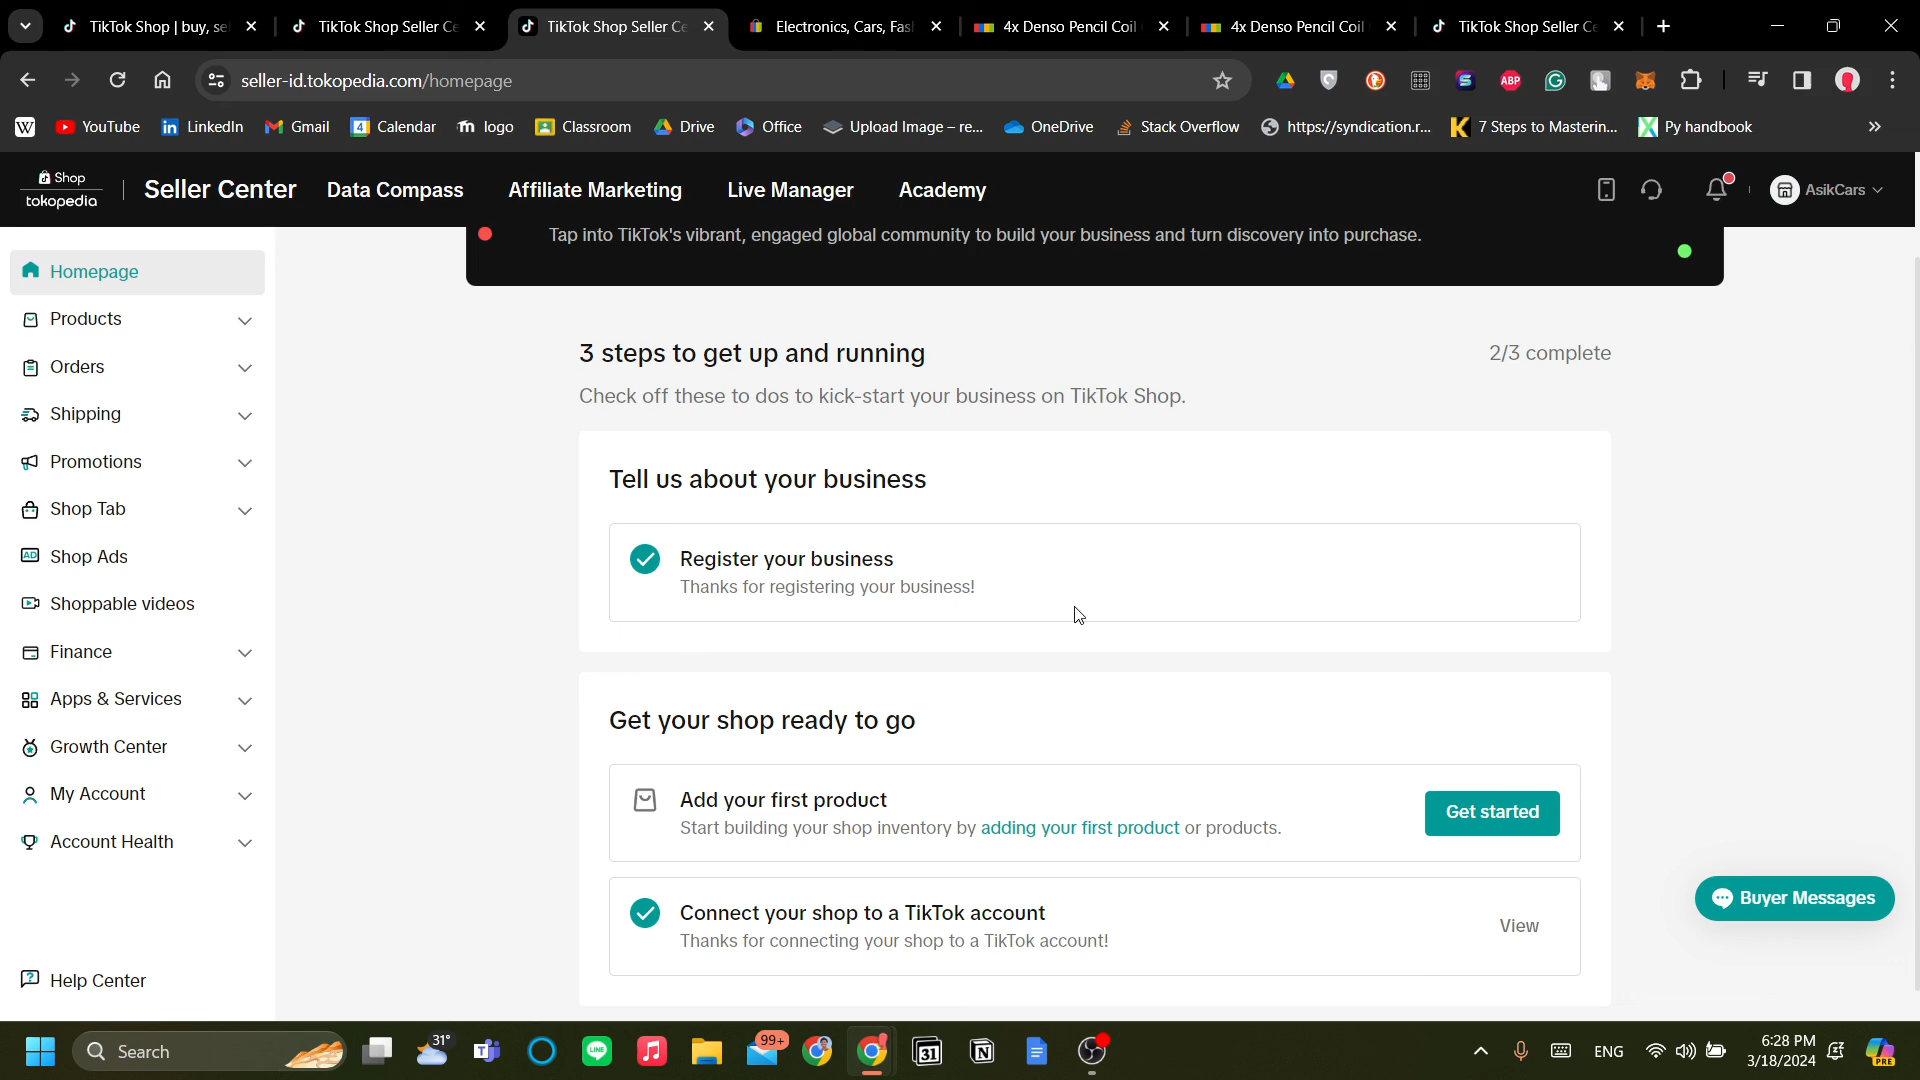 TikTok Shop | buy, se
TikTok Shop Seller Ce
TikTok Shop Seller Ce
Electronics, Cars, Fas
4x Denso Pencil Coil
4x Denso Pencil Coil
TikTok Shop Seller Ce
seller-id.tokopedia.com/homepage
ABP
W YouTube LinkedIn Gmail Calendar logo Classroom Drive Office Upload Image – re... OneDrive Stack Overflow https://syndication.r... 7 Steps to Masterin... Py handbook
Shop
tokopedia
Seller Center
Data Compass
Affiliate Marketing
Live Manager
Academy
AsikCars
Homepage
Products
Orders
Shipping
Promotions
Shop Tab
Shop Ads
Shoppable videos
Finance
Apps & Services
Growth Center
My Account
Account Health
Help Center
Tap into TikTok's vibrant, engaged global community to build your business and turn discovery into purchase.
3 steps to get up and running
2/3 complete
Check off these to dos to kick-start your business on TikTok Shop.
Tell us about your business
Register your business
Thanks for registering your business!
Get your shop ready to go
Add your first product
Start building your shop inventory by adding your first product or products.
Get started
Connect your shop to a TikTok account
Thanks for connecting your shop to a TikTok account!
View
Buyer Messages
Search
31°
99+
31
ENG
6:28 PM
3/18/2024
PRE